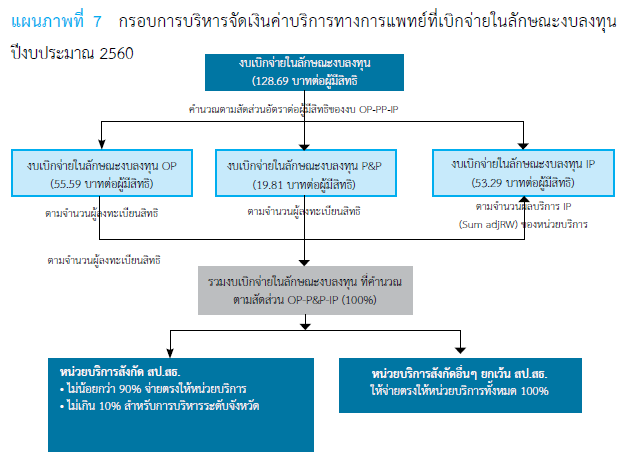 แผนภาพที่ 7 กรอบการบริหารจัดเงินค่าบริการทางการแพทย์ที่เบิกจ่ายในลักษณะงบลงทุน
ปีงบประมาณ 2560
งบเบิกจ่ายในลักษณะงบลงทุน
(128.69 บาทต่อผู้มีสิทธิ)
คำนวณตามสัดส่วนอัตราต่อผู้มีสิทธิของงบ OP-PP-IP
งบเบิกจ่ายในลักษณะงบลงทุน OP
(55.59 บาทต่อผู้มีสิทธิ)
งบเบิกจ่ายในลักษณะงบลงทุน P&P
(19.81 บาทต่อผู้มีสิทธิ)
งบเบิกจ่ายในลักษณะงบลงทุน IP
(53.29 บาทต่อผู้มีสิทธิ)
ตามจำนวนผู้ลงทะเบียนสิทธิ
ตามจำนวนผู้ลงทะเบียนสิทธิ
ตามจำนวนผลบริการ IP
(Sum adjRW) ของหน่วยบริการ
ตามจำนวนผู้ลงทะเบียนสิทธิ
รวมงบเบิกจ่ายในลักษณะงบลงทุน ที่คำนวณ
ตามสัดส่วน OP-P&P-IP (100%)
หน่วยบริการสังกัด สป.สธ.
• ไม่น้อยกว่า 90% จ่ายตรงให้หน่วยบริการ
• ไม่เกิน 10% สำหรับการบริหารระดับจังหวัด
หน่วยบริการสังกัดอื่นๆ ยกเว้น สป.สธ.
ให้จ่ายตรงให้หน่วยบริการทั้งหมด 100%